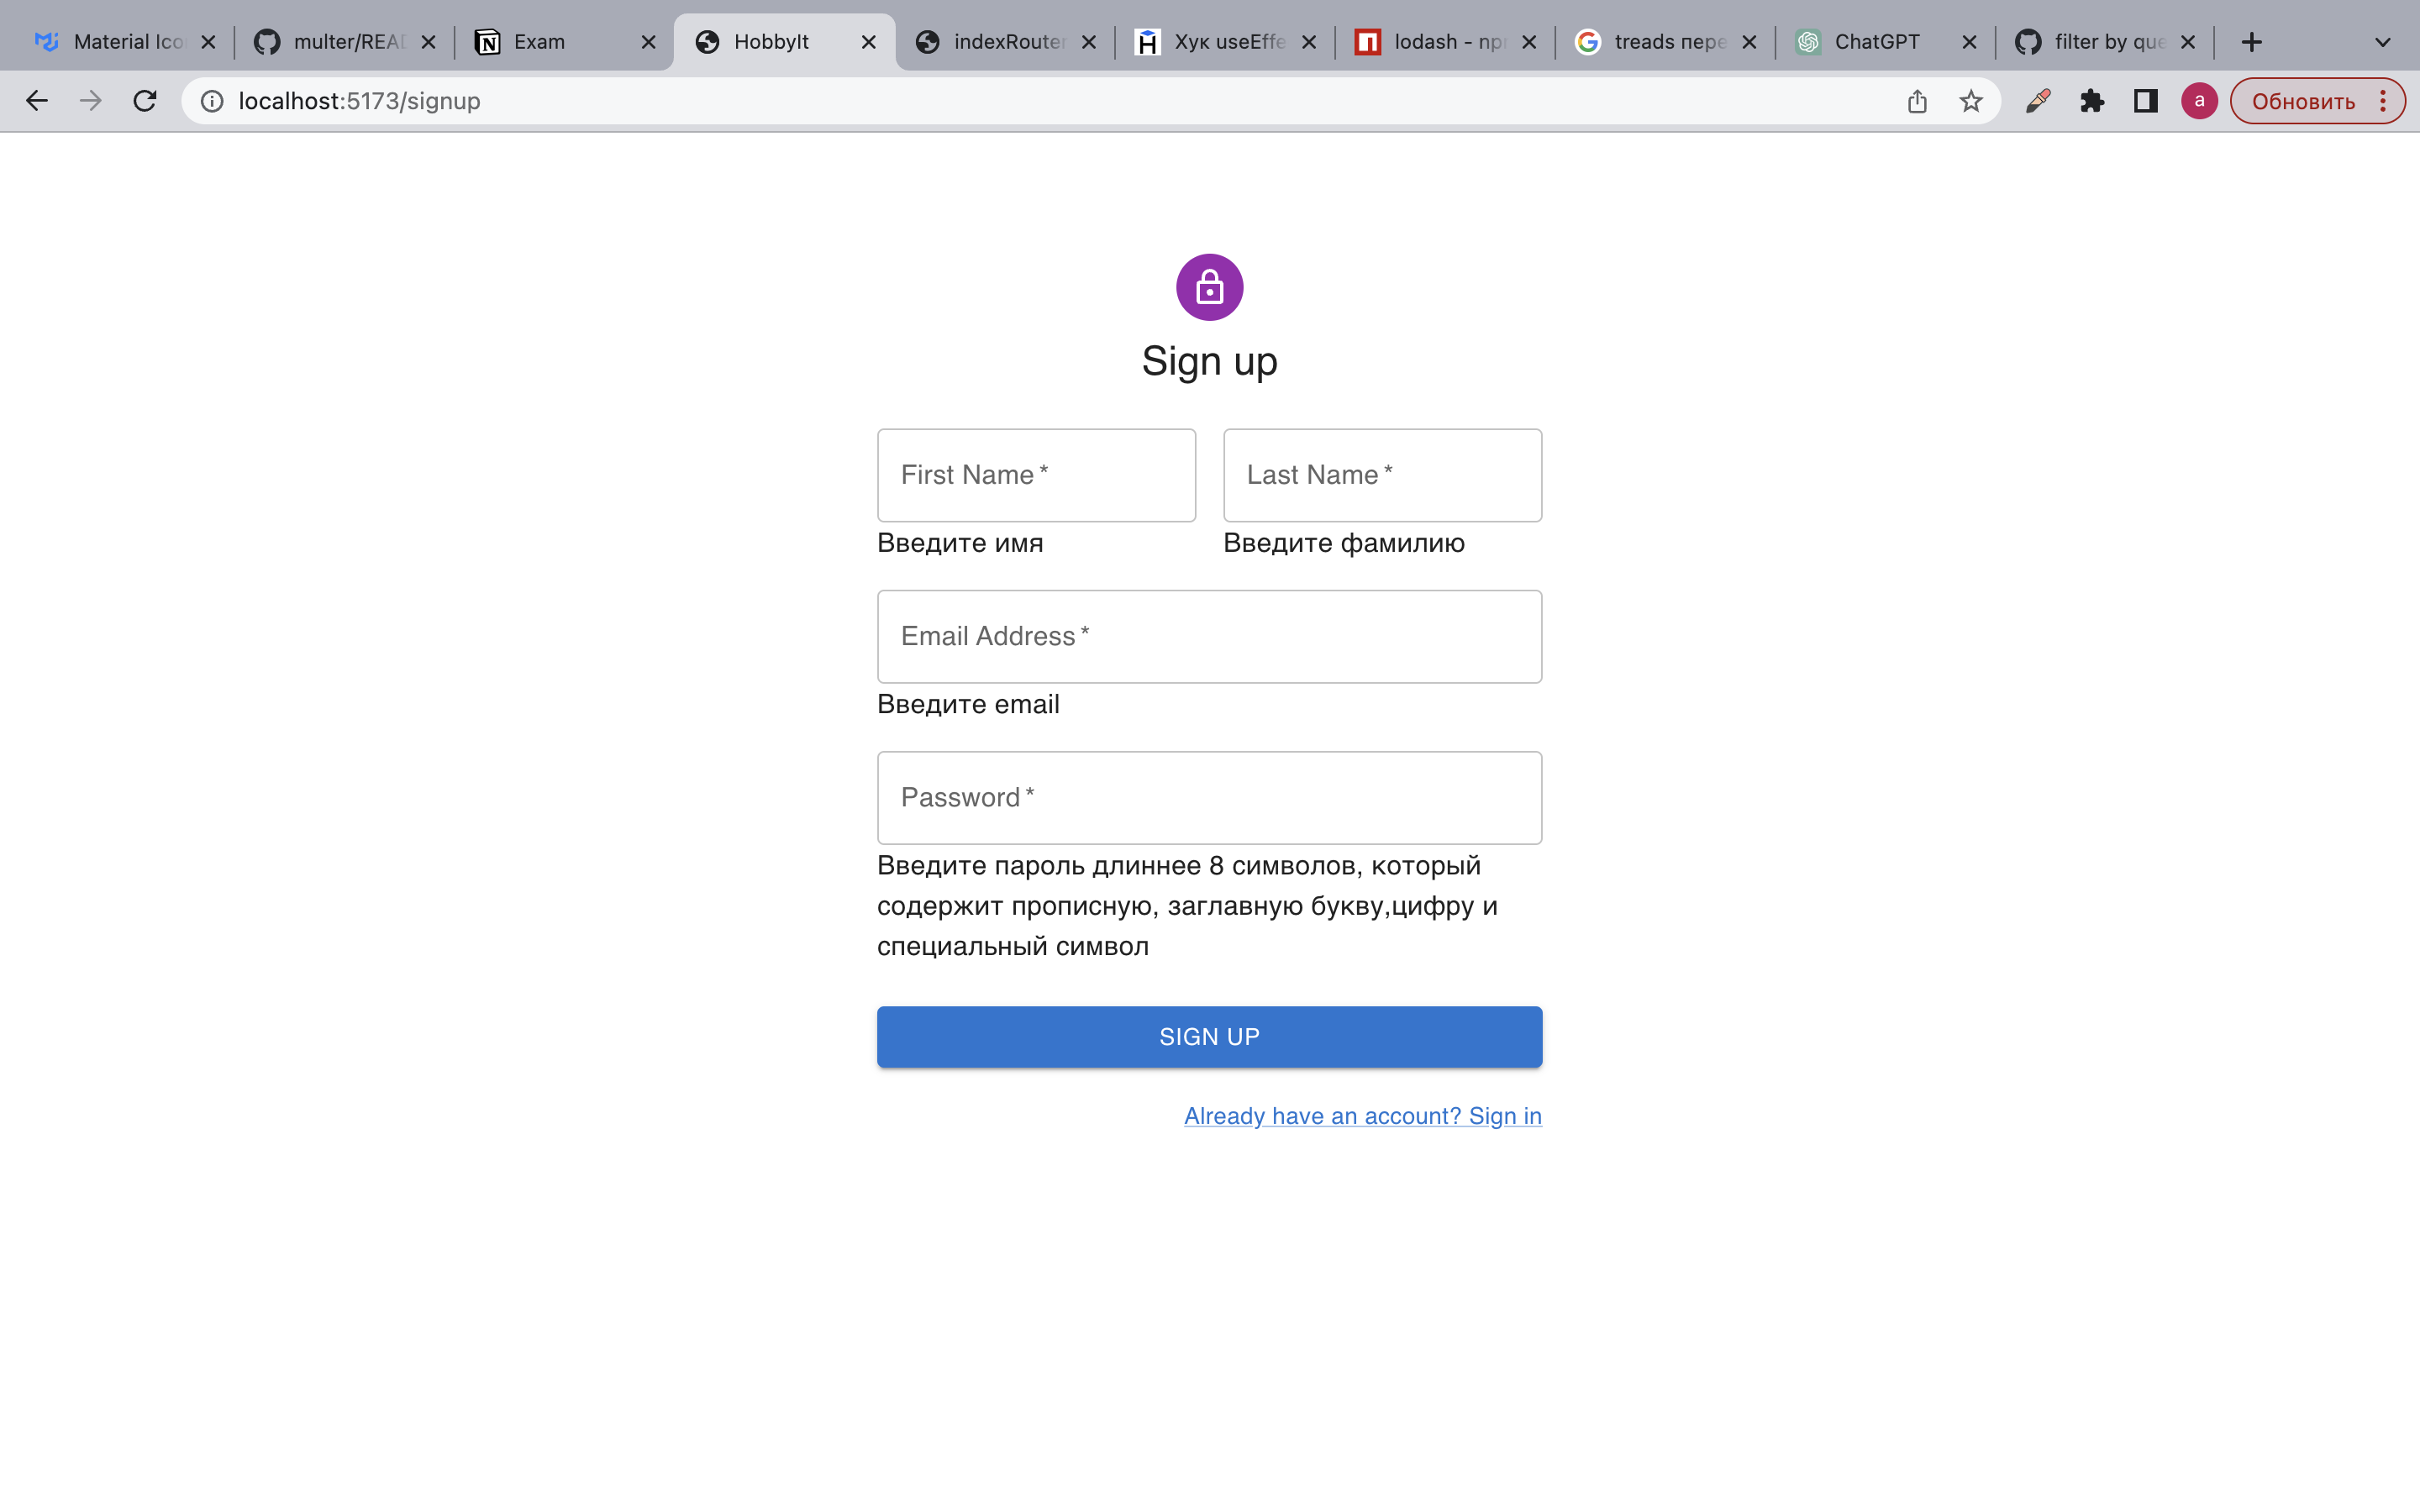 Material Ico
multer/REA
Exam
HobbyIt
indexRouter
Хук useEffe
lodash - np
treads пере
ChatGPT
filter by que
localhost:5173/signup
a
Обновить
Sign up
First Name *
Last Name *
Введите имя
Введите фамилию
Email Address *
Введите email
Password *
Введите пароль длиннее 8 символов, который
содержит прописную, заглавную букву,цифру и
специальный символ
SIGN UP
Already have an account? Sign in